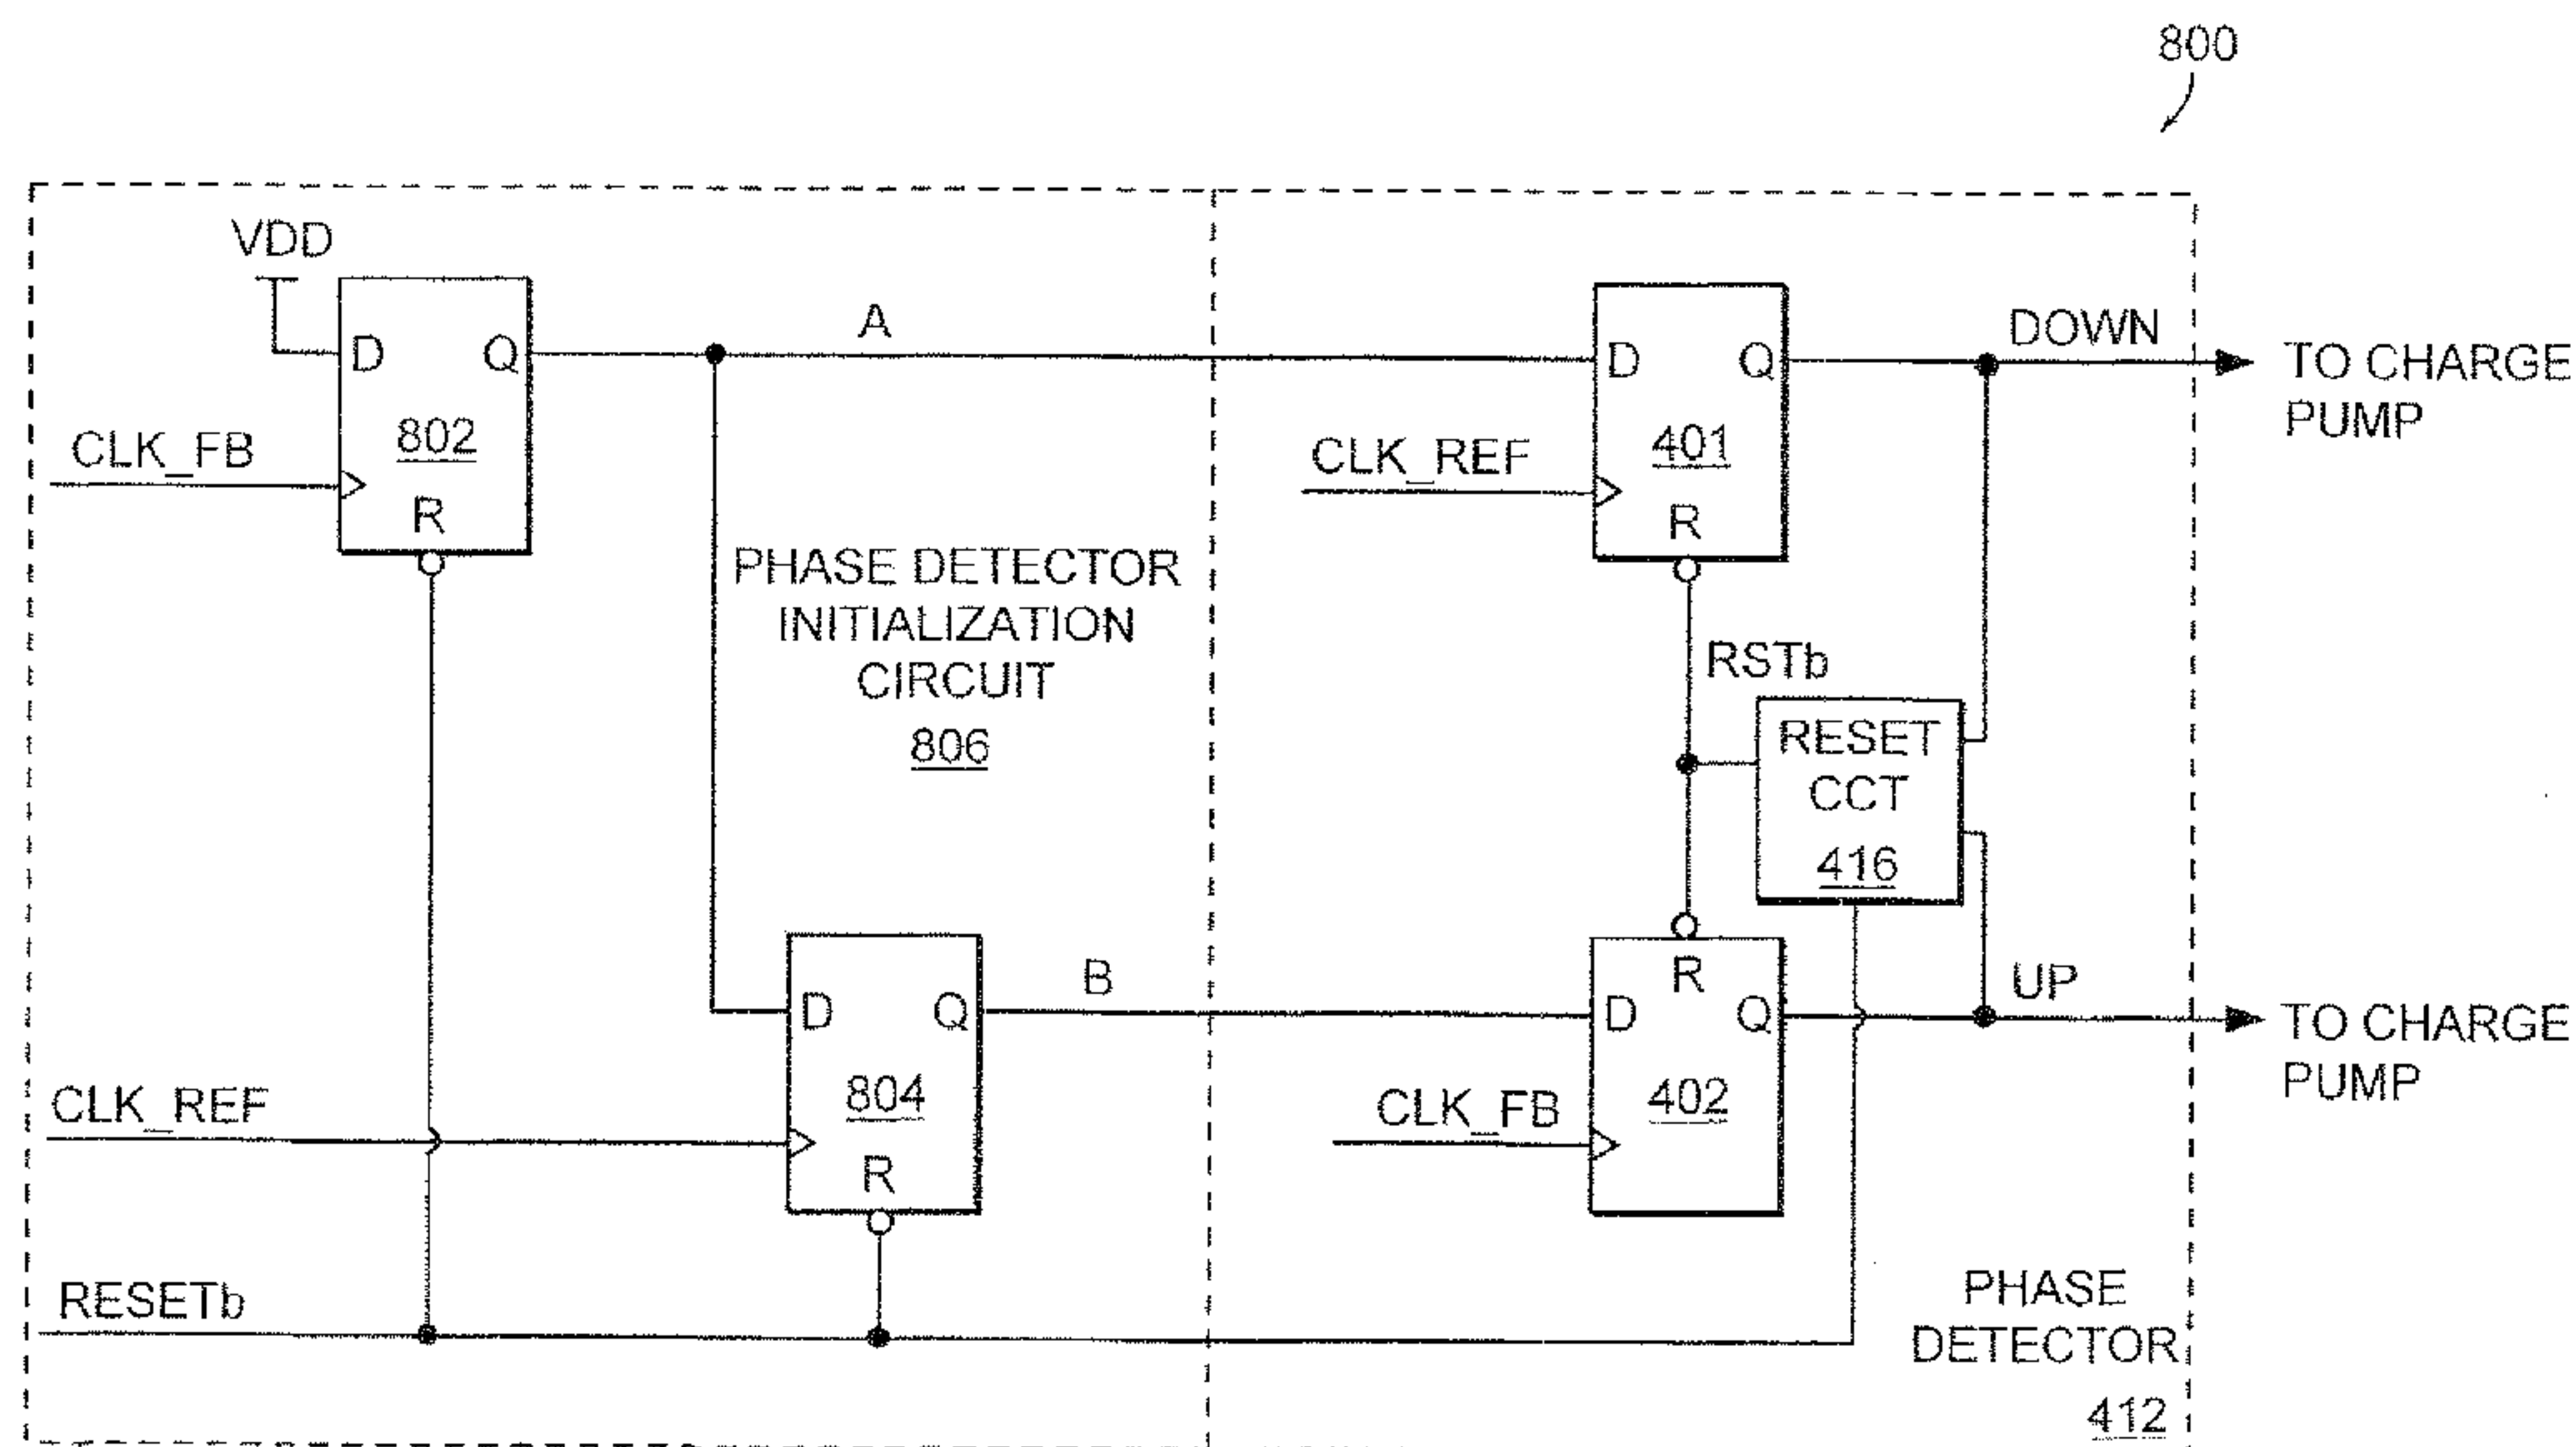 800
VDD
D
Q
802
CLK_FB
R
A
D
Q
401
CLK_REF
R
DOWN
TO CHARGE
PUMP
PHASE DETECTOR
INITIALIZATION
CIRCUIT
806
RSTb
RESET
CCT
416
D
Q
804
CLK_REF
R
B
R
D
Q
402
CLK_FB
UP
TO CHARGE
PUMP
RESETb
PHASE
DETECTOR
412